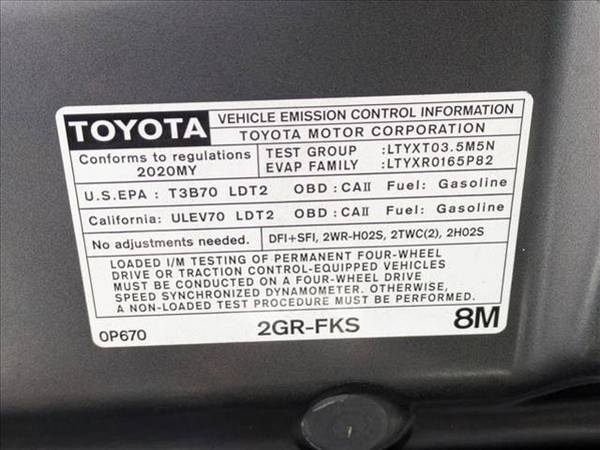 TOYOTA VEHICLE EMISSION CONTROL INFORMATION
TOYOTA MOTOR CORPORATION
Conforms to regulations
2020MY
TEST GROUP :LTYXT03.5M5N
EVAP FAMILY :LTYXR0165P82
U.S.EPA : T3B70 LDT2 OBD : CAII Fuel: Gasoline
California: ULEV70 LDT2 OBD : CAII Fuel: Gasoline
No adjustments needed. DFI+SFI, 2WR-HO2S, 2TWC(2), 2HO2S
LOADED I/M TESTING OF PERMANENT FOUR-WHEEL
DRIVE OR TRACTION CONTROL-EQUIPPED VEHICLES
MUST BE CONDUCTED ON A FOUR-WHEEL DRIVE
SPEED SYNCHRONIZED DYNAMOMETER. OTHERWISE,
A NON-LOADED TEST PROCEDURE MUST BE PERFORMED.
0P670 2GR-FKS 8M